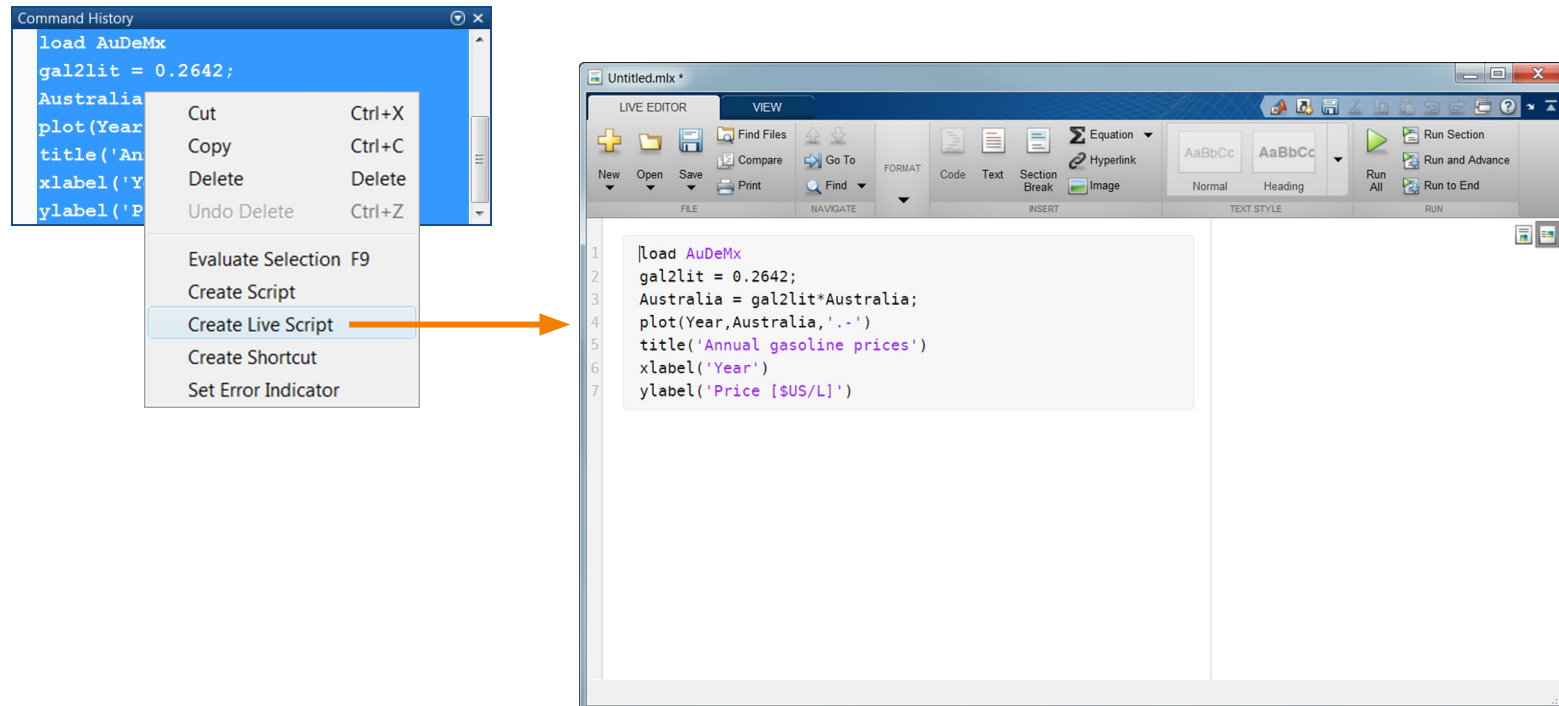 Command History
load AuDeMx
gal2lit = 0.2642;
Australia
plot(Year
title('An
xlabel('Y
ylabel('P
Cut Ctrl+X
Copy Ctrl+C
Delete Delete
Undo Delete Ctrl+Z
Evaluate Selection F9
Create Script
Create Live Script
Create Shortcut
Set Error Indicator
Untitled.mlx *
LIVE EDITOR VIEW
New
Open
Save
Find Files
Compare
Print
FILE
Go To
Find
NAVIGATE
FORMAT
Code
Text
Section
Break
Equation
Hyperlink
Image
INSERT
AaBbCc
Normal
AaBbCc
Heading
TEXT STYLE
Run
All
Run Section
Run and Advance
Run to End
RUN
1 load AuDeMx
2 gal2lit = 0.2642;
3 Australia = gal2lit*Australia;
4 plot(Year,Australia,'.-')
5 title('Annual gasoline prices')
6 xlabel('Year')
7 ylabel('Price [$US/L]')